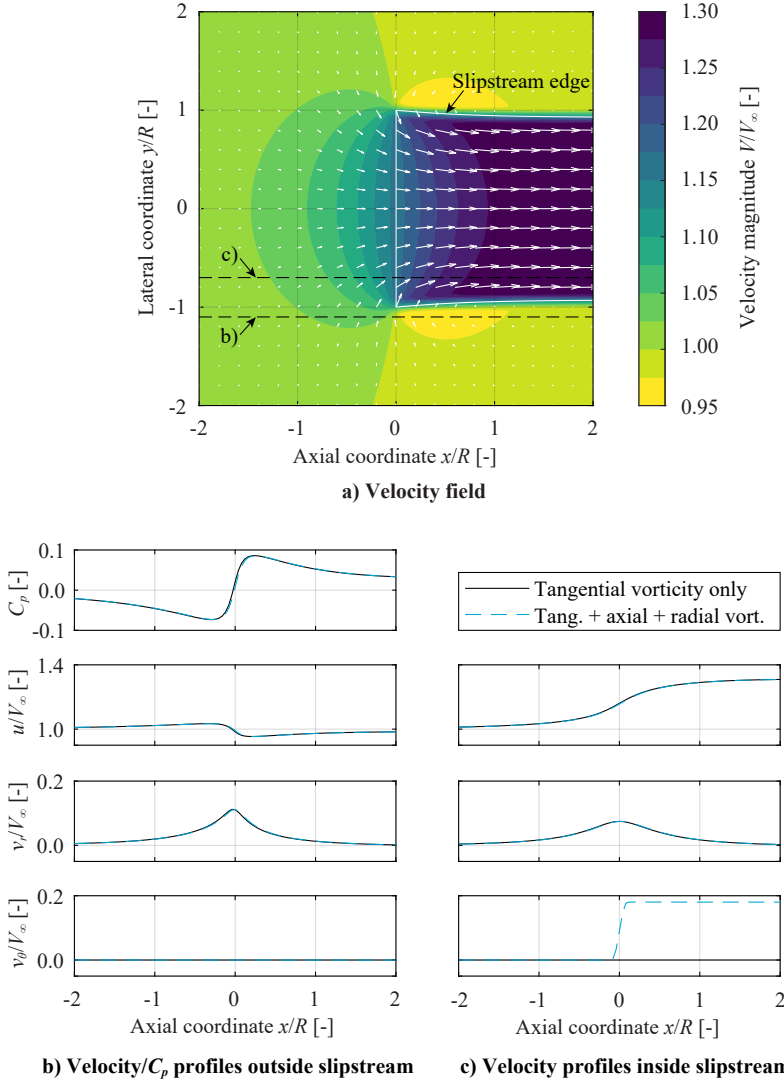 2
1
0
-1
-2
Lateral coordinate y/R [-]
Slipstream edge
c)
b)
-2
-1
0
1
2
Axial coordinate x/R [-]
1.30
1.25
1.20
1.15
1.10
1.05
1.00
0.95
Velocity magnitude V/V∞ [-]
a) Velocity field
0.1
0.0
-0.1
Cp [-]
Tangential vorticity only
Tang. + axial + radial vort.
1.4
1.0
u/V∞ [-]
0.2
0.0
vr/V∞ [-]
0.2
0.0
vθ/V∞ [-]
0.2
0.0
-2
-1
0
1
2
Axial coordinate x/R [-]
-2
-1
0
1
2
Axial coordinate x/R [-]
b) Velocity/Cp profiles outside slipstream
c) Velocity profiles inside slipstream